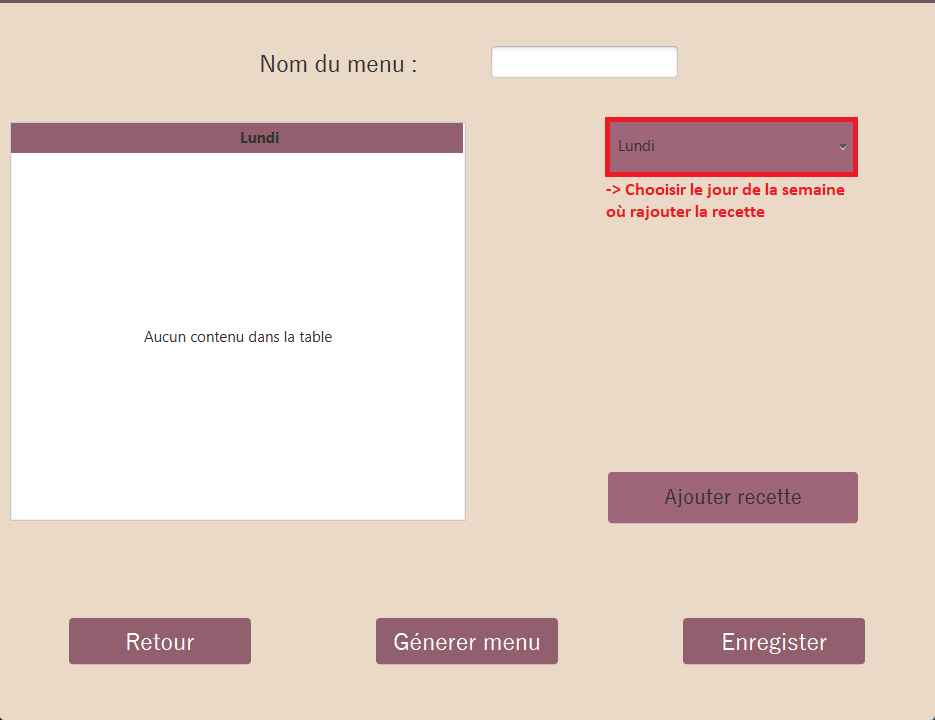 Nom du menu :
Lundi
Lundi
-> Chooisir le jour de la semaine
où rajouter la recette
Aucun contenu dans la table
Ajouter recette
Retour
Génerer menu
Enregister